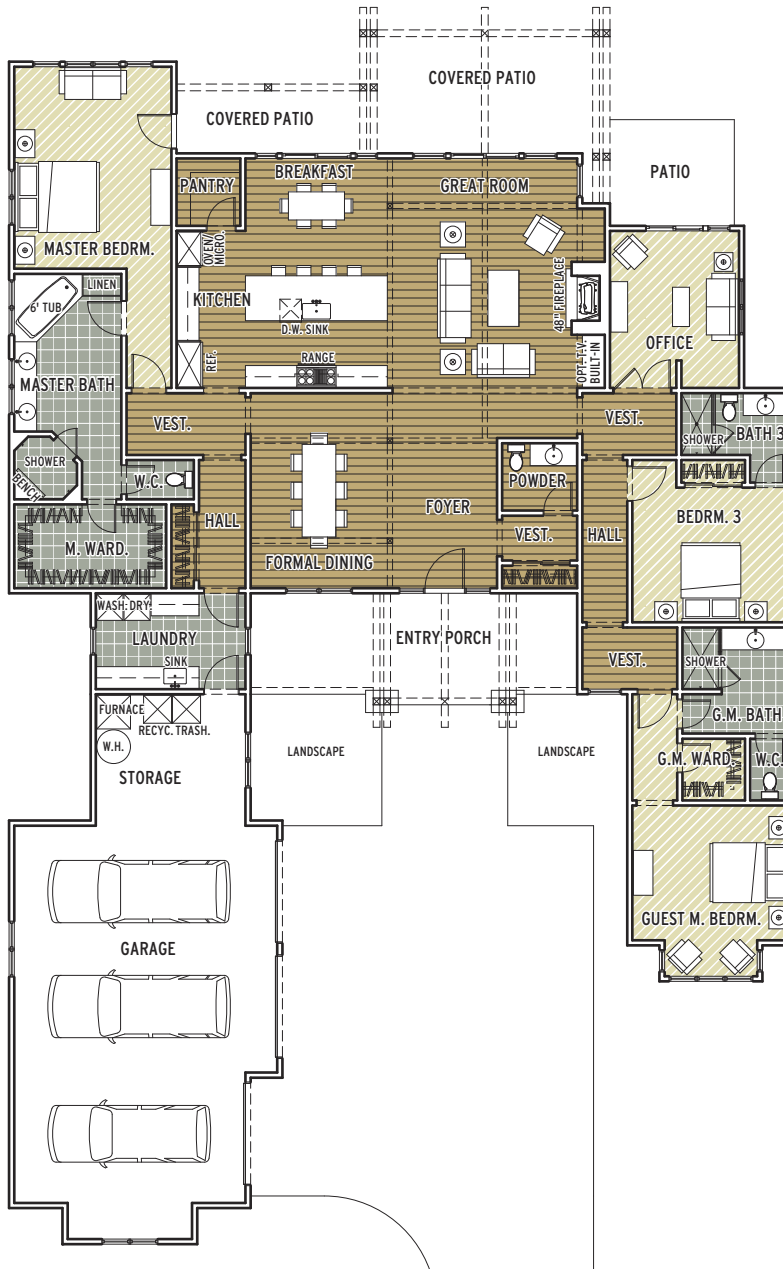 COVERED PATIO
COVERED PATIO
PATIO
BREAKFAST
GREAT ROOM
PANTRY
MASTER BEDRM.
OVEN/
MICRO.
LINEN
6' TUB
KITCHEN
D.W. SINK
48" FIREPLACE
OFFICE
RANGE
REF.
OPT. T.V.
BUILT-IN
MASTER BATH
VEST.
VEST.
SHOWER
BATH 3
SHOWER
BENCH
W.C.
POWDER
HALL
FOYER
HALL
BEDRM. 3
M. WARD.
VEST.
FORMAL DINING
WASH. DRY.
LAUNDRY
SINK
ENTRY PORCH
VEST.
SHOWER
FURNACE
RECYC. TRASH.
G.M. BATH
W.H.
STORAGE
LANDSCAPE
LANDSCAPE
G.M. WARD.
W.C.
GUEST M. BEDRM.
GARAGE